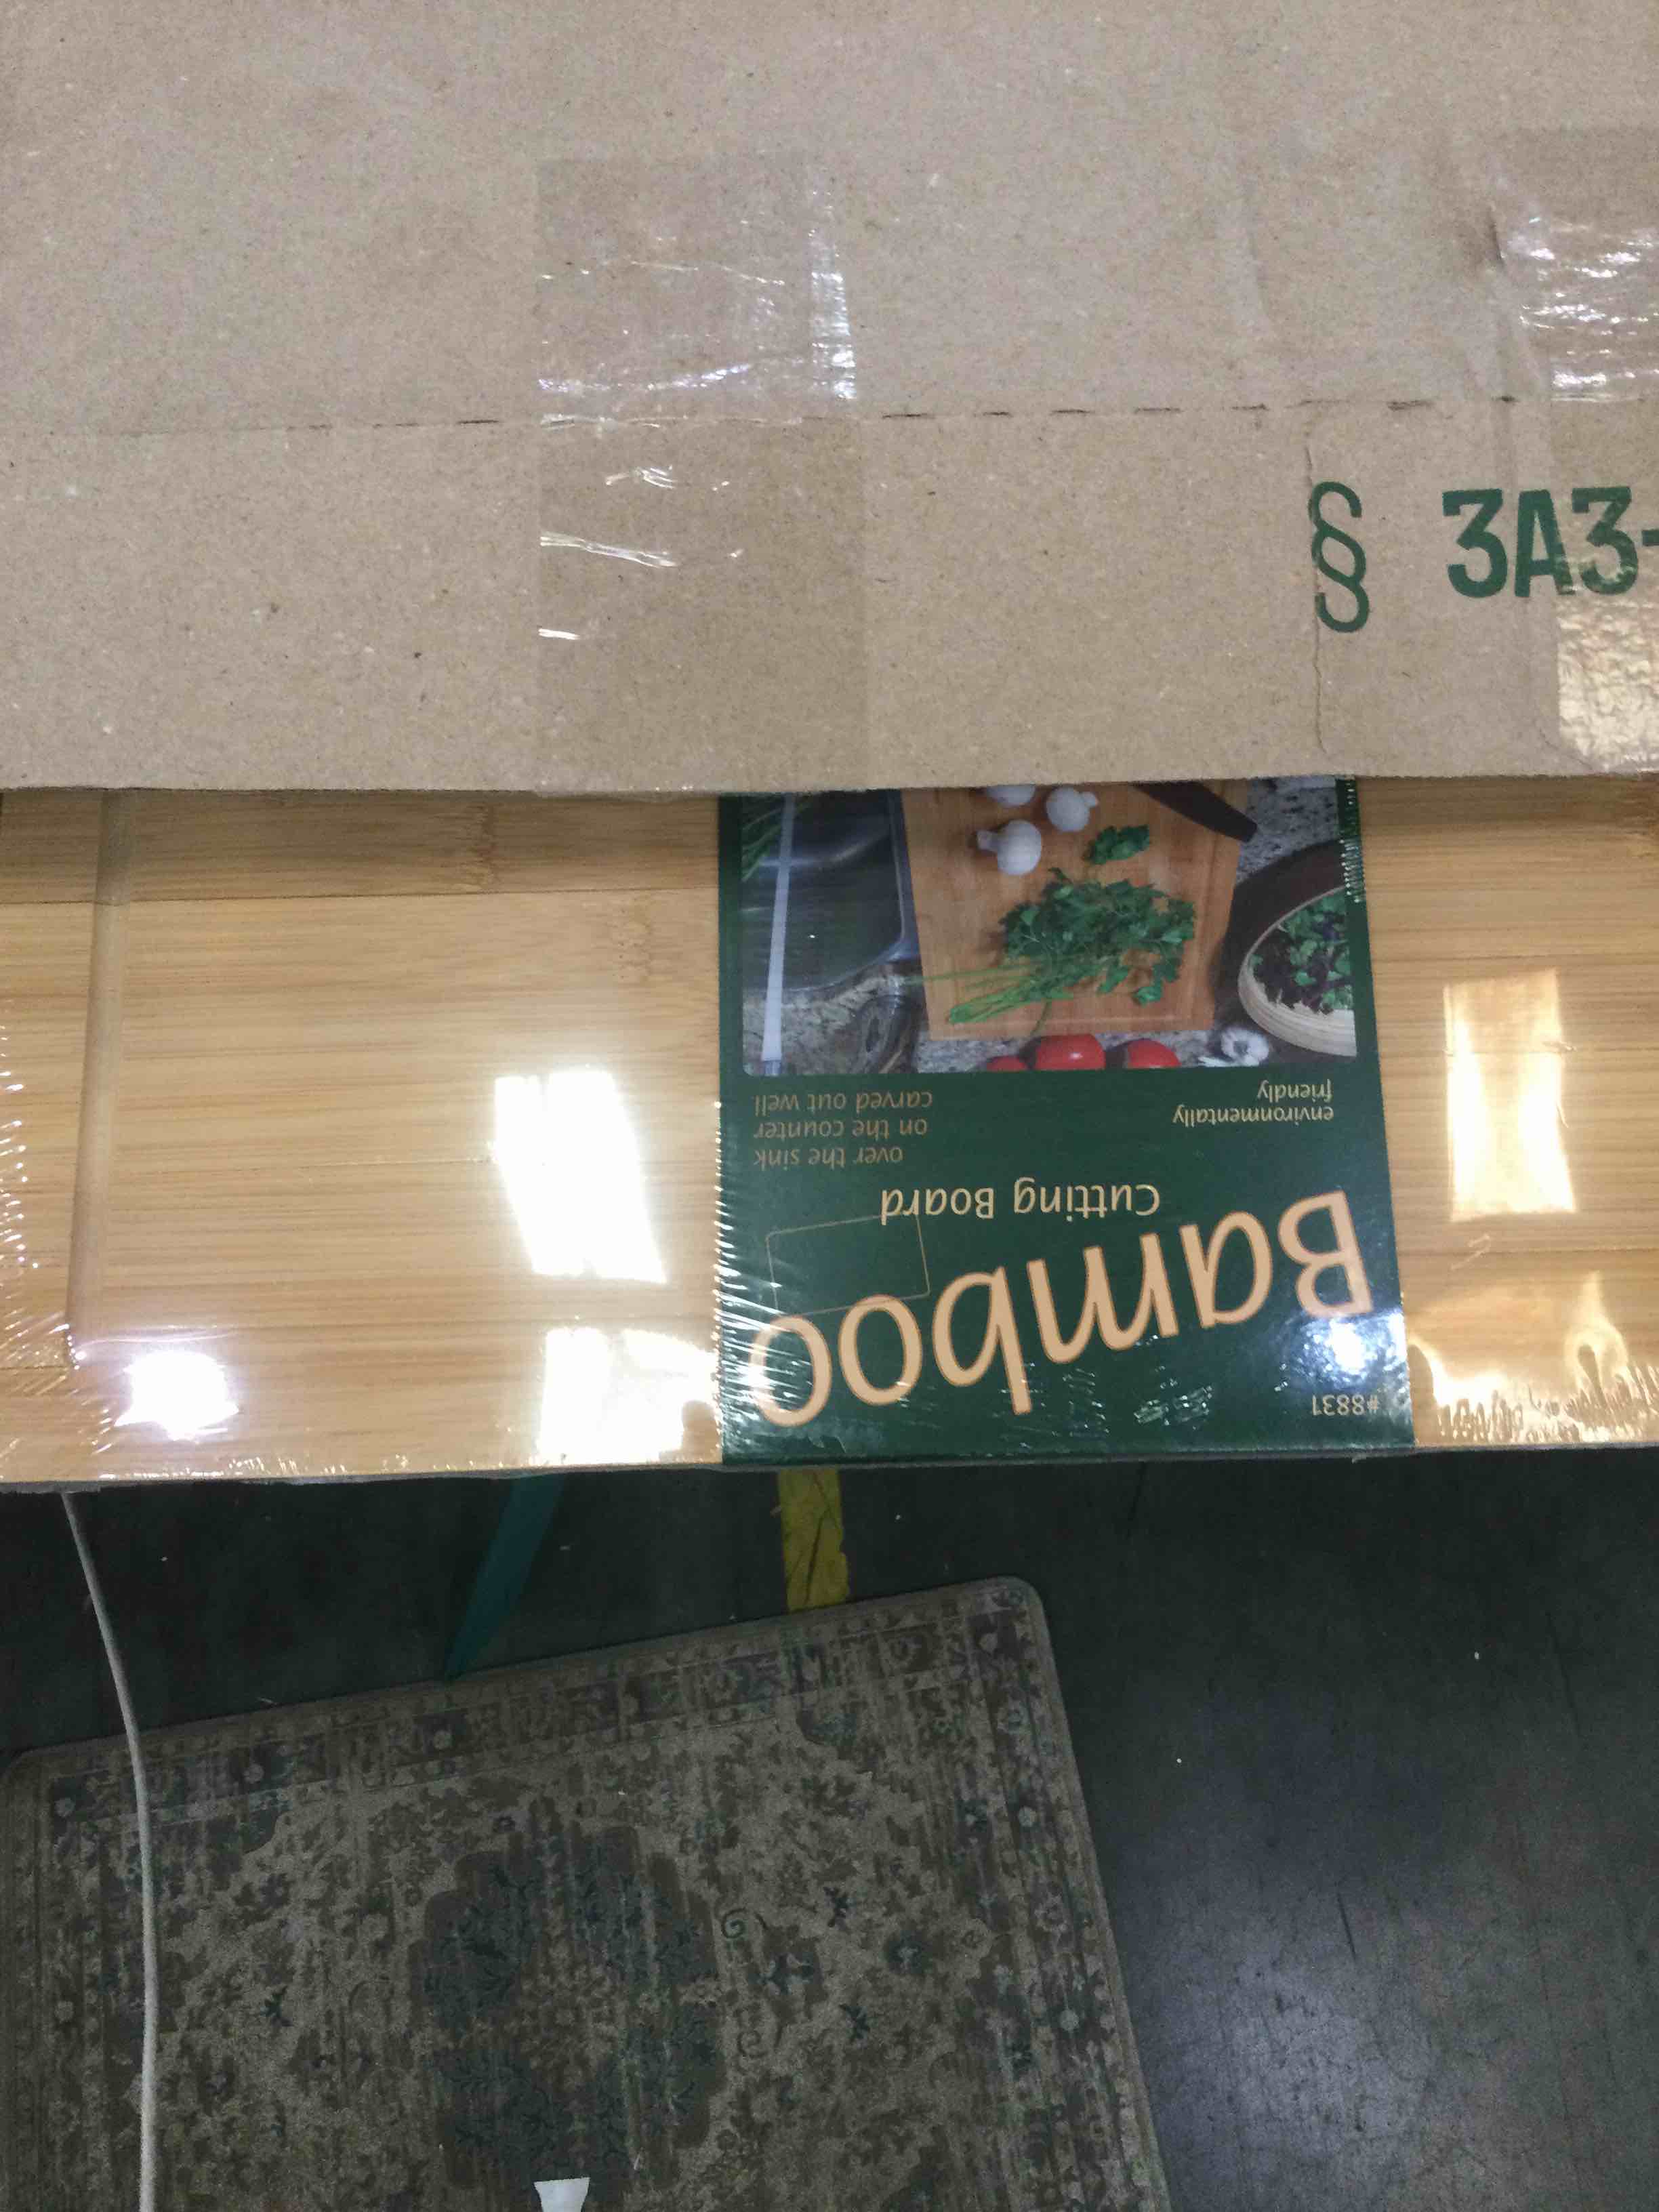 § 3A3-
#8831
Bamboo
Cutting Board
environmentally
friendly
over the sink
on the counter
carved out well